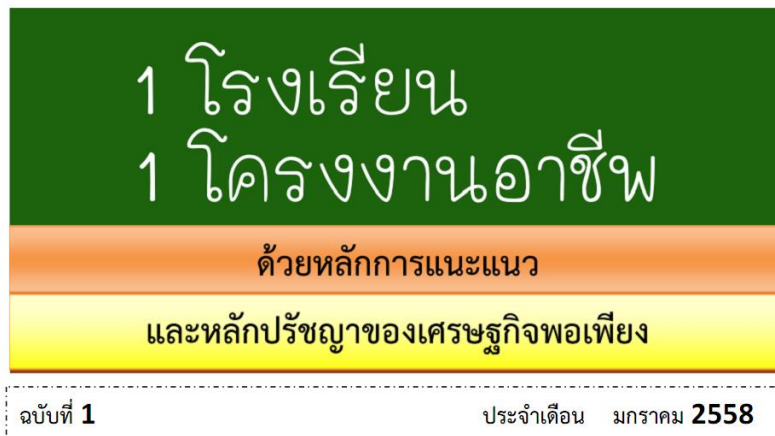 1 โรงเรียน
1 โครงงานอาชีพ
ด้วยหลักการแนะแนว
และหลักปรัชญาของเศรษฐกิจพอเพียง
ฉบับที่ 1 ประจำเดือน มกราคม 2558